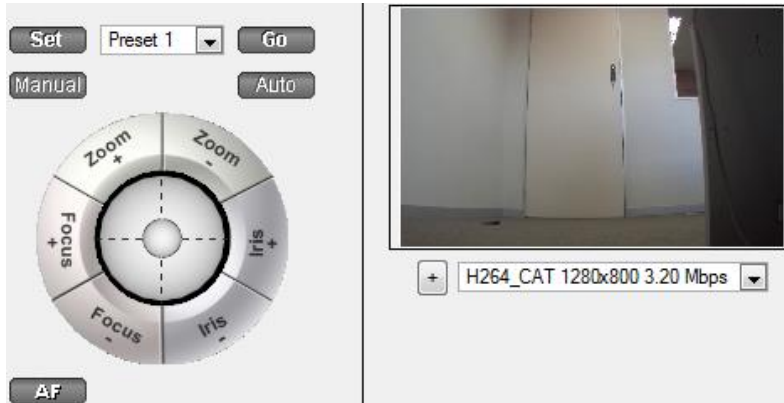 Set Preset 1 Go
Manual Auto
Zoom + Zoom -
Focus + Iris +
Focus - Iris -
AF
+ H264_CAT 1280x800 3.20 Mbps